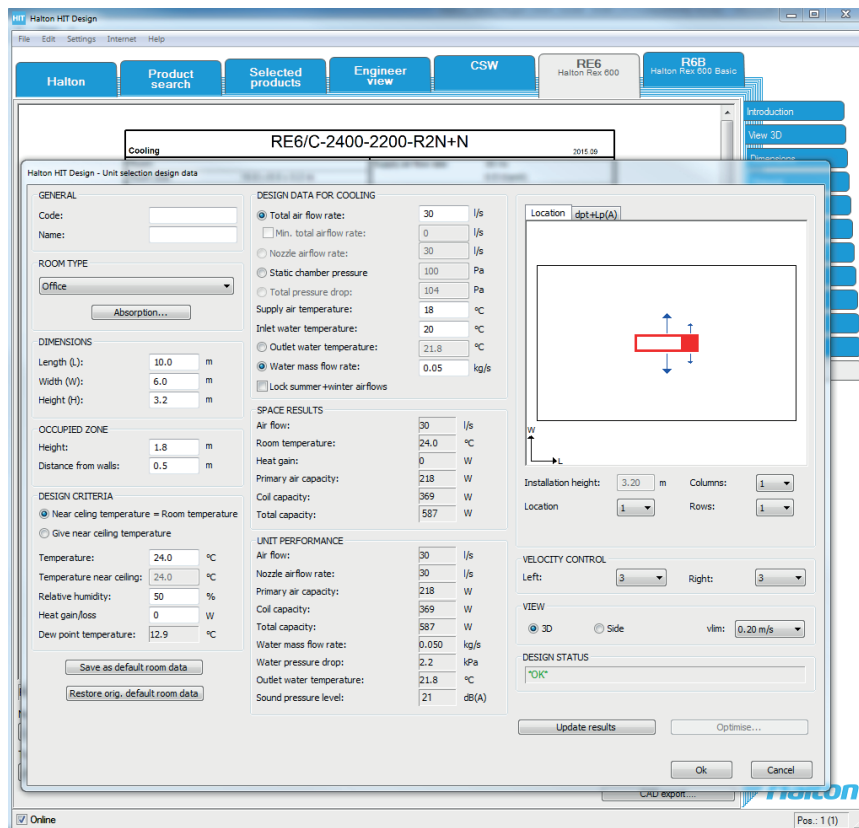 HIT Halton HIT Design
File Edit Settings Internet Help
Halton
Product search
Selected products
Engineer view
CSW
RE6
Halton Rex 600
R6B
Halton Rex 600 Basic
Introduction
View 3D
Dimensions
Cooling RE6/C-2400-2200-R2N+N 2015.09
Halton HIT Design - Unit selection design data
GENERAL
Code:
Name:
ROOM TYPE
Office
Absorption...
DIMENSIONS
Length (L): 10.0 m
Width (W): 6.0 m
Height (H): 3.2 m
OCCUPIED ZONE
Height: 1.8 m
Distance from walls: 0.5 m
DESIGN CRITERIA
Near ceiling temperature = Room temperature
Give near ceiling temperature
Temperature: 24.0 ºC
Temperature near ceiling: 24.0 ºC
Relative humidity: 50 %
Heat gain/loss 0 W
Dew point temperature: 12.9 ºC
Save as default room data
Restore orig. default room data
DESIGN DATA FOR COOLING
Total air flow rate: 30 l/s
Min. total airflow rate: 0 l/s
Nozzle airflow rate: 30 l/s
Static chamber pressure 100 Pa
Total pressure drop: 104 Pa
Supply air temperature: 18 ºC
Inlet water temperature: 20 ºC
Outlet water temperature: 21.8 ºC
Water mass flow rate: 0.05 kg/s
Lock summer+winter airflows
SPACE RESULTS
Air flow: 30 l/s
Room temperature: 24.0 ºC
Heat gain: 0 W
Primary air capacity: 218 W
Coil capacity: 369 W
Total capacity: 587 W
UNIT PERFORMANCE
Air flow: 30 l/s
Nozzle airflow rate: 30 l/s
Primary air capacity: 218 W
Coil capacity: 369 W
Total capacity: 587 W
Water mass flow rate: 0.050 kg/s
Water pressure drop: 2.2 kPa
Outlet water temperature: 21.8 ºC
Sound pressure level: 21 dB(A)
Location dpt+Lp(A)
W
L
Installation height: 3.20 m Columns: 1
Location 1 Rows: 1
VELOCITY CONTROL
Left: 3 Right: 3
VIEW
3D Side vlim: 0.20 m/s
DESIGN STATUS
"OK"
Update results Optimise...
Ok Cancel
CAD export....
Halton
Online Pos.: 1 (1)